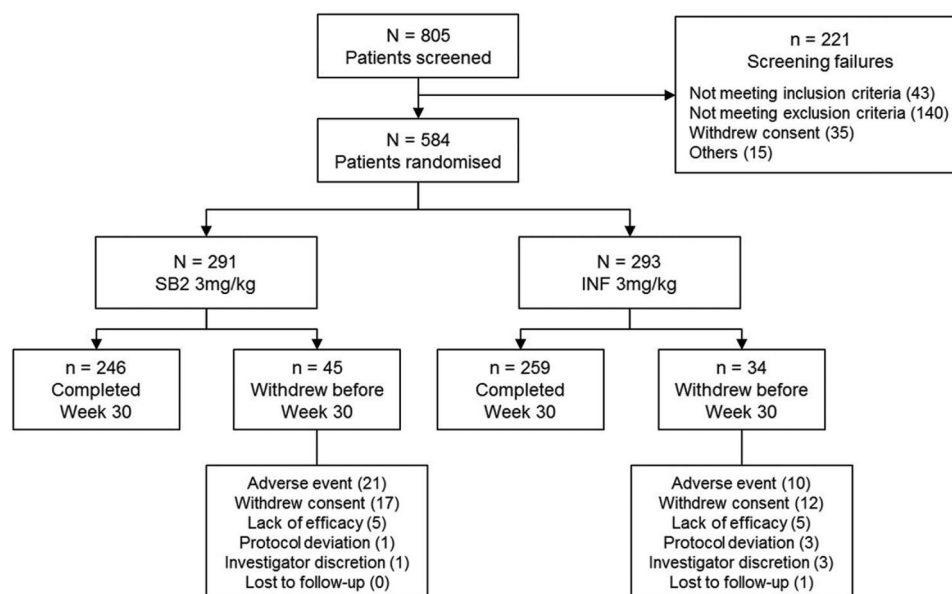 N = 805
Patients screened
n = 221
Screening failures
Not meeting inclusion criteria (43)
Not meeting exclusion criteria (140)
Withdrew consent (35)
Others (15)
N = 584
Patients randomised
N = 291
SB2 3mg/kg
N = 293
INF 3mg/kg
n = 246
Completed
Week 30
n = 45
Withdrew before
Week 30
n = 259
Completed
Week 30
n = 34
Withdrew before
Week 30
Adverse event (21)
Withdrew consent (17)
Lack of efficacy (5)
Protocol deviation (1)
Investigator discretion (1)
Lost to follow-up (0)
Adverse event (10)
Withdrew consent (12)
Lack of efficacy (5)
Protocol deviation (3)
Investigator discretion (3)
Lost to follow-up (1)